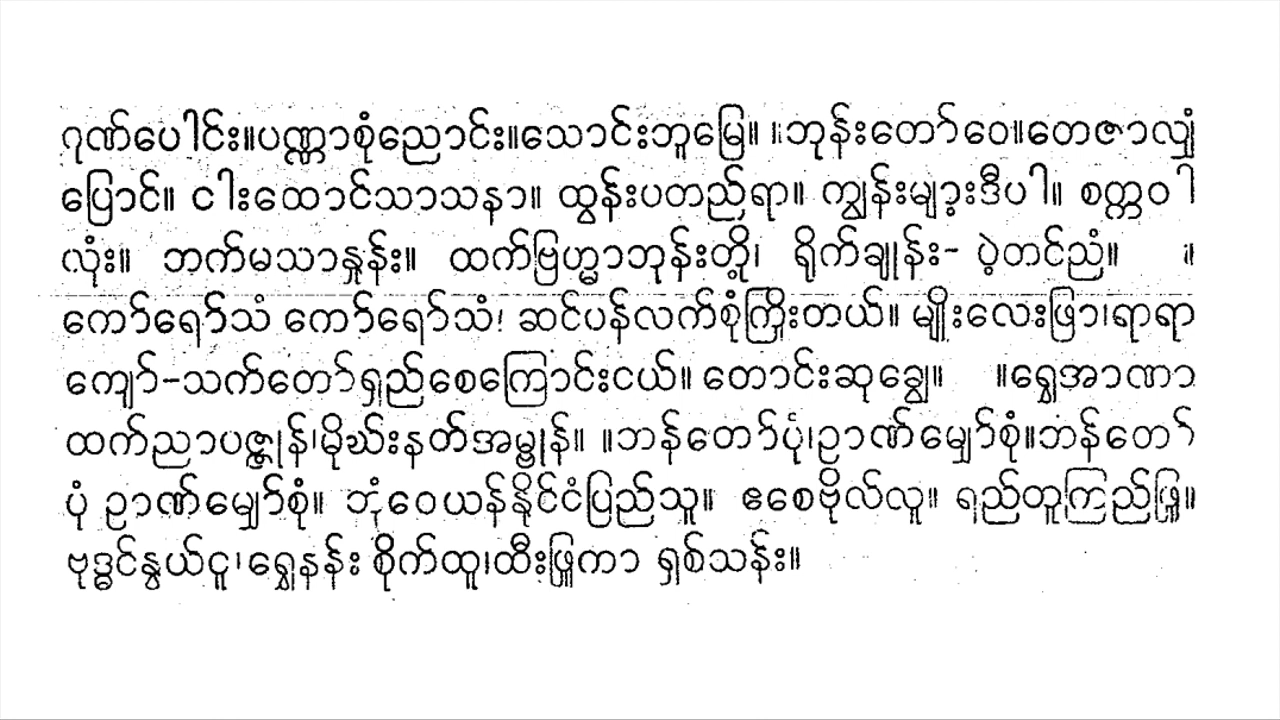 ဂုဏ်ပေါင်း။ပဏ္ဏာစုံညောင်း။သောင်းဘူမြေ။ ။ဘုန်းတော်ဝေ။တေဇာလျှံ
ပြောင်။ ငါးထောင်သာသနာ။ ထွန်းပတည်ရာ။ ကျွန်းမျာ့းဒီပါ။ စက္ကဝါ
လုံး။ ဘက်မသာနှုန်း။ ထက်ဗြဟ္မာဘုန်းတို့၊ ရိုက်ချုန်း- ပွဲ့တင်ညံ။ ။
ကော်ရော်သံ ကော်ရော်သံ၊ ဆင်ပန်လက်စုံကြိုးတယ်။ မျိုးလေးဖြာ၊ရာရာ
ကျော်-သက်တော်ရှည်စေကြောင်းငယ်။ တောင်းဆုချွေ။ ။ရွှေအာဏာ
ထက်ညာပဇ္ဇုန်၊မိုဃ်းနတ်အမ္ဗုန်။ ။ဘန်တော်ပုံ၊ဥာဏ်မျှော်စုံ။ဘန်တော်
ပုံ ဥာဏ်မျှော်စုံ။ ဘုံဝေယန်နိုင်ငံပြည်သူ။ ဧစေဗိုလ်လူ။ ရည်တူကြည်ဖြူ။
ဗုဒ္ဓင်နွယ်ငူ၊ရွှေနန်း စိုက်ထူ၊ထီးဖြူကာ ရှစ်သန်း။